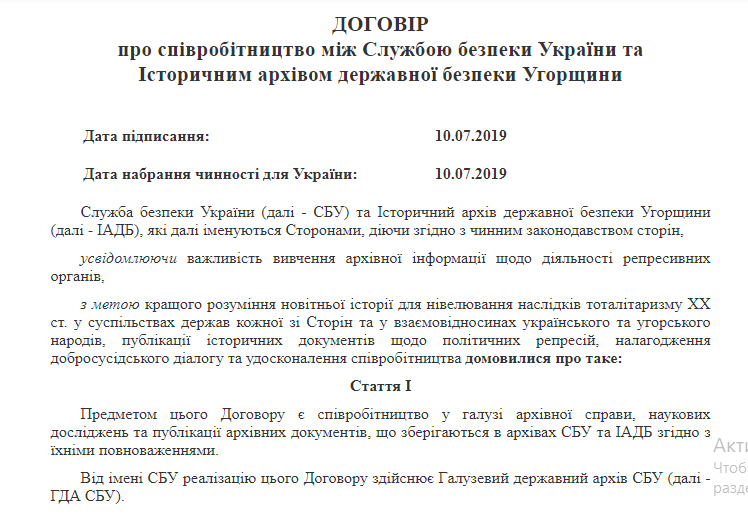 ДОГОВІР
про співробітництво між Службою безпеки України та
Історичним архівом державної безпеки Угорщини
Дата підписання: 10.07.2019
Дата набрання чинності для України: 10.07.2019
Служба безпеки України (далі - СБУ) та Історичний архів державної безпеки Угорщини
(далі - ІАДБ), які далі іменуються Сторонами, діючи згідно з чинним законодавством сторін,
усвідомлюючи важливість вивчення архівної інформації щодо діяльності репресивних
органів,
з метою кращого розуміння новітньої історії для нівелювання наслідків тоталітаризму ХХ
ст. у суспільствах держав кожної зі Сторін та у взаємовідносинах українського та угорського
народів, публікації історичних документів щодо політичних репресій, налагодження
добросусідського діалогу та удосконалення співробітництва домовилися про таке:
Стаття І
Предметом цього Договору є співробітництво у галузі архівної справи, наукових
досліджень та публікації архівних документів, що зберігаються в архівах СБУ та ІАДБ згідно з
їхніми повноваженнями.
Від імені СБУ реалізацію цього Договору здійснює Галузевий державний архів СБУ (далі -
ГДА СБУ).
Акти
Чтоб
разде